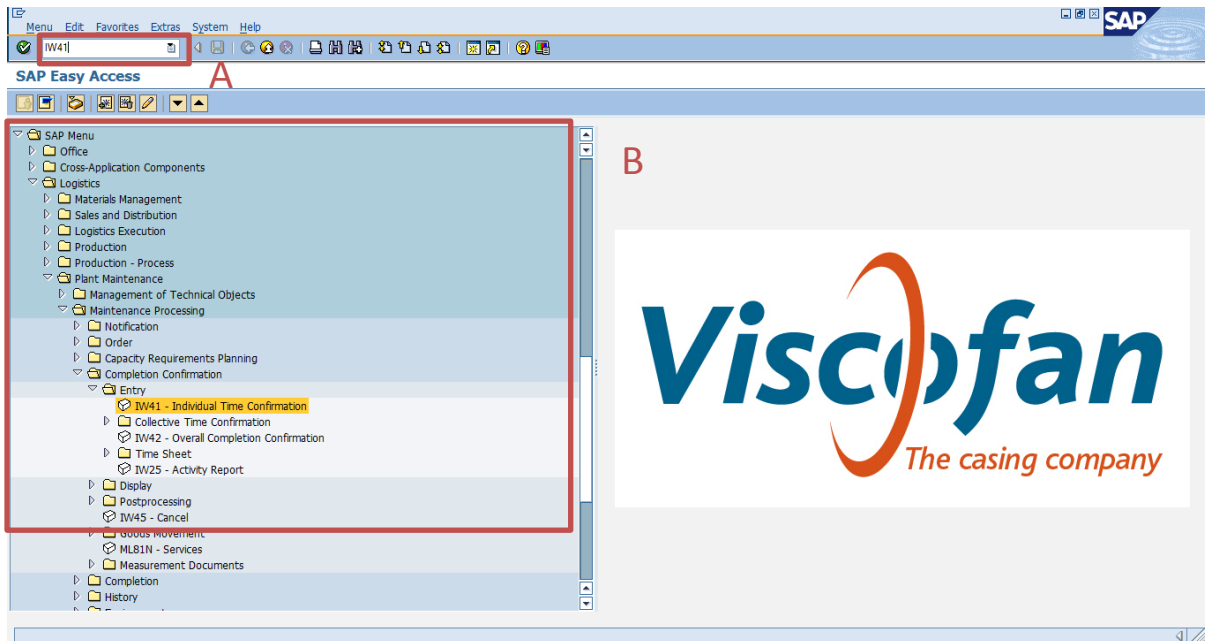 Menu Edit Favorites Extras System Help
SAP
IW41
A
SAP Easy Access
SAP Menu
Office
Cross-Application Components
Logistics
Materials Management
Sales and Distribution
Logistics Execution
Production
Production - Process
Plant Maintenance
Management of Technical Objects
Maintenance Processing
Notification
Order
Capacity Requirements Planning
Completion Confirmation
Entry
IW41 - Individual Time Confirmation
Collective Time Confirmation
IW42 - Overall Completion Confirmation
Time Sheet
IW25 - Activity Report
Display
Postprocessing
IW45 - Cancel
Goods Movement
ML81N - Services
Measurement Documents
Completion
History
B
Viscofan
The casing company